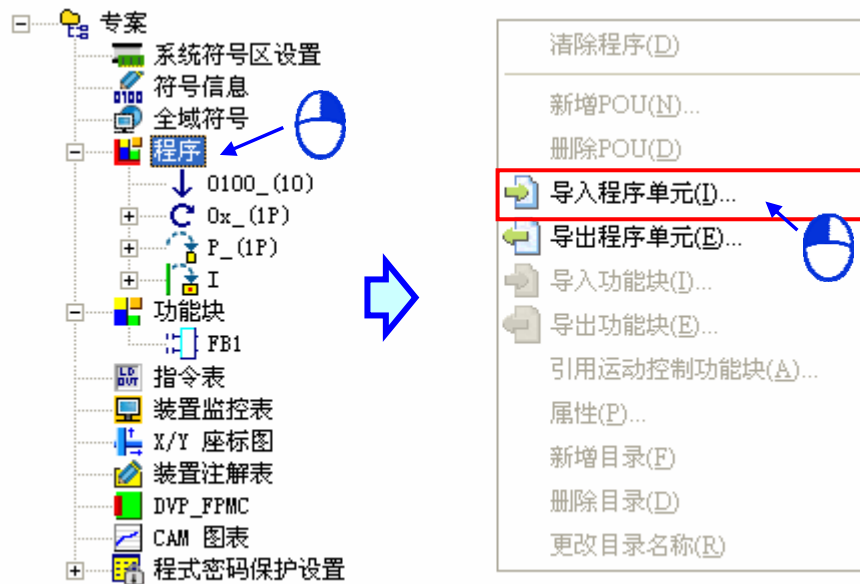 专案
系统符号区设置
符号信息
全域符号
程序
O100_(10)
Ox_(1P)
P_(1P)
I
功能块
FB1
指令表
装置监控表
X/Y 座标图
装置注解表
DVP_FPMC
CAM 图表
程式密码保护设置
清除程序(D)
新增POU(N)...
删除POU(D)
导入程序单元(I)...
导出程序单元(E)...
导入功能块(I)...
导出功能块(E)...
引用运动控制功能块(A)...
属性(P)...
新增目录(F)
删除目录(D)
更改目录名称(R)